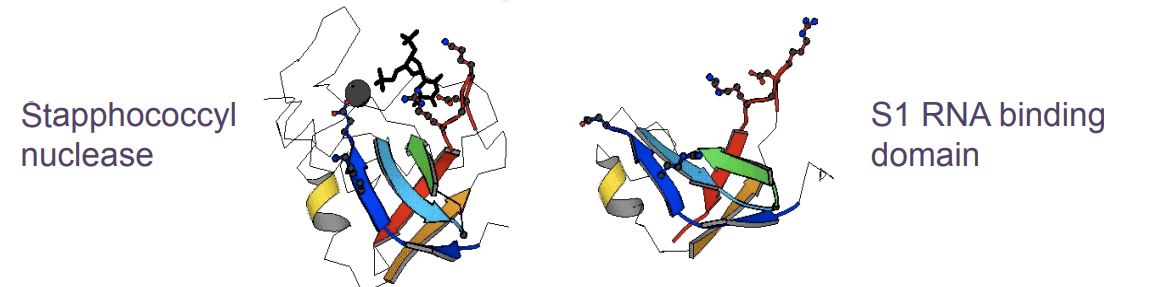 Stapphococcyl
nuclease
S1 RNA binding
domain